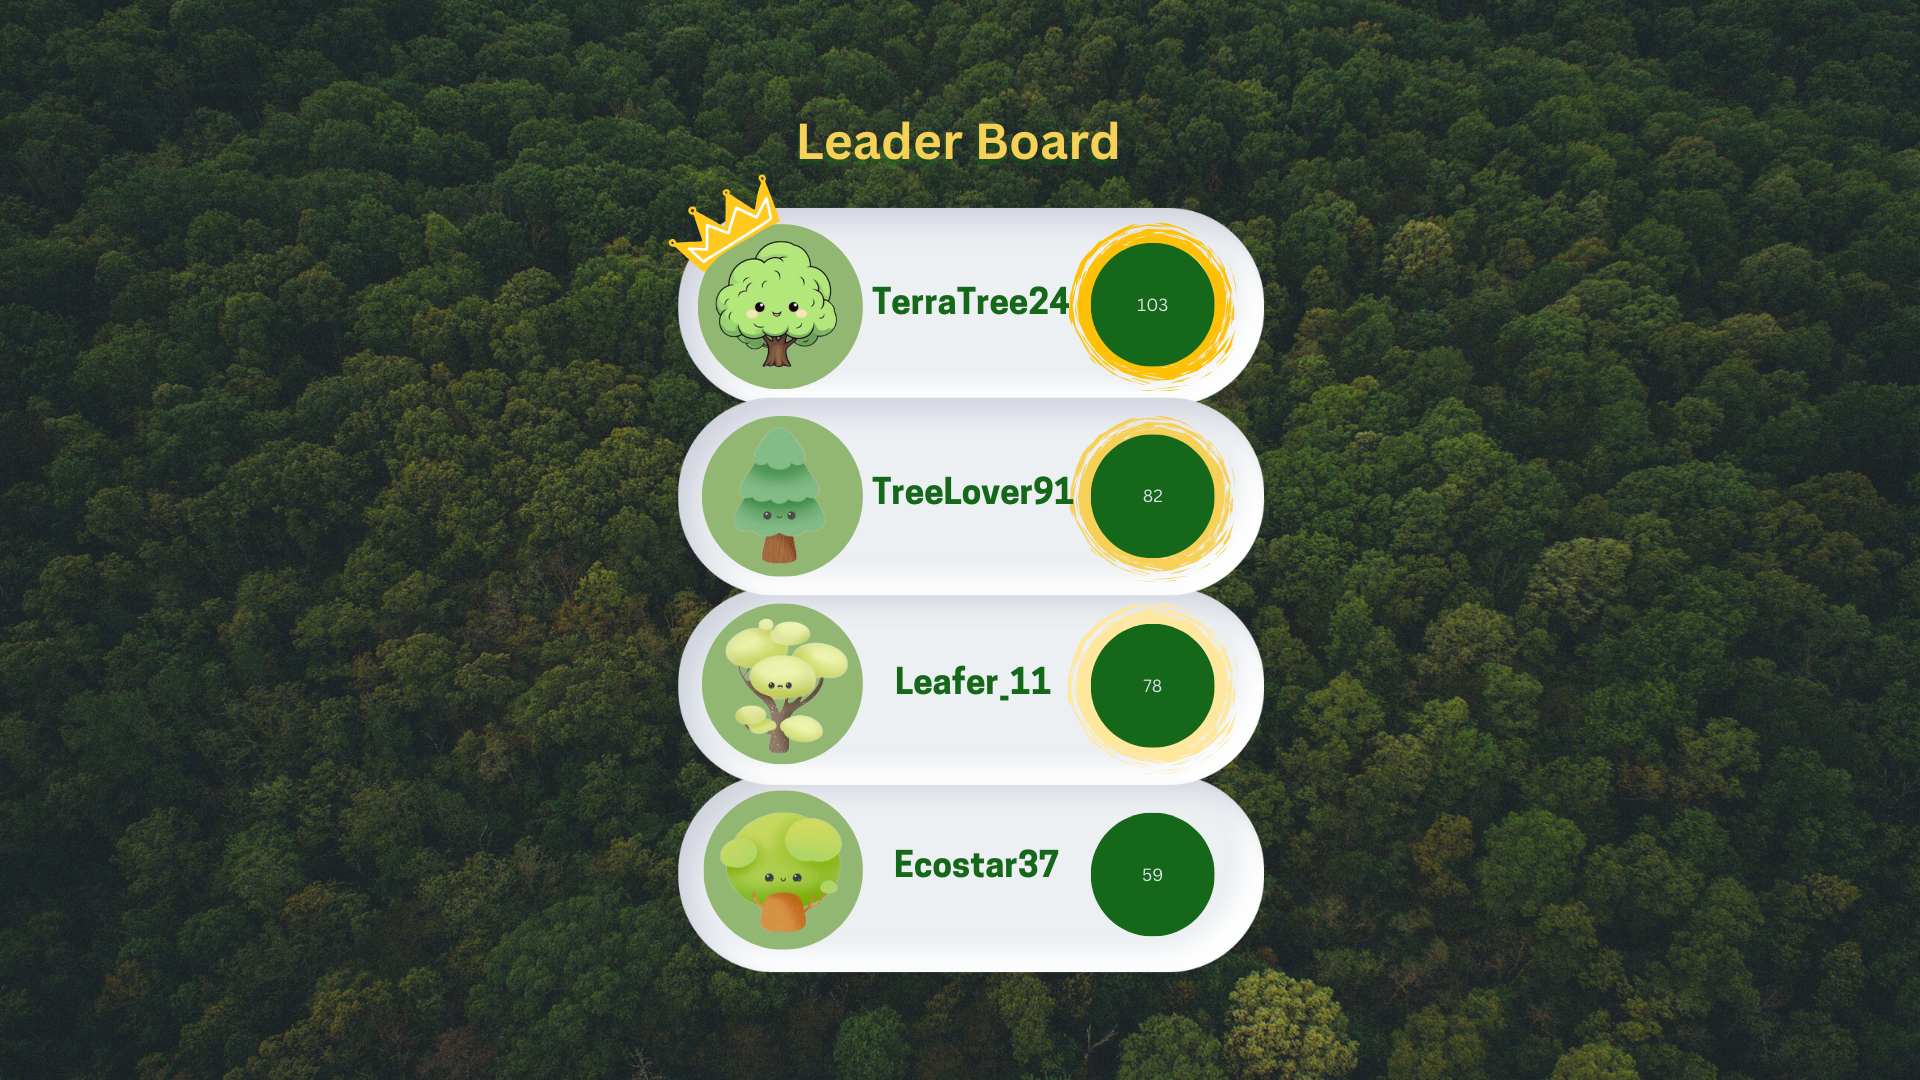 Leader Board
TerraTree24
103
TreeLover91
82
Leafer_11
78
Ecostar37
59